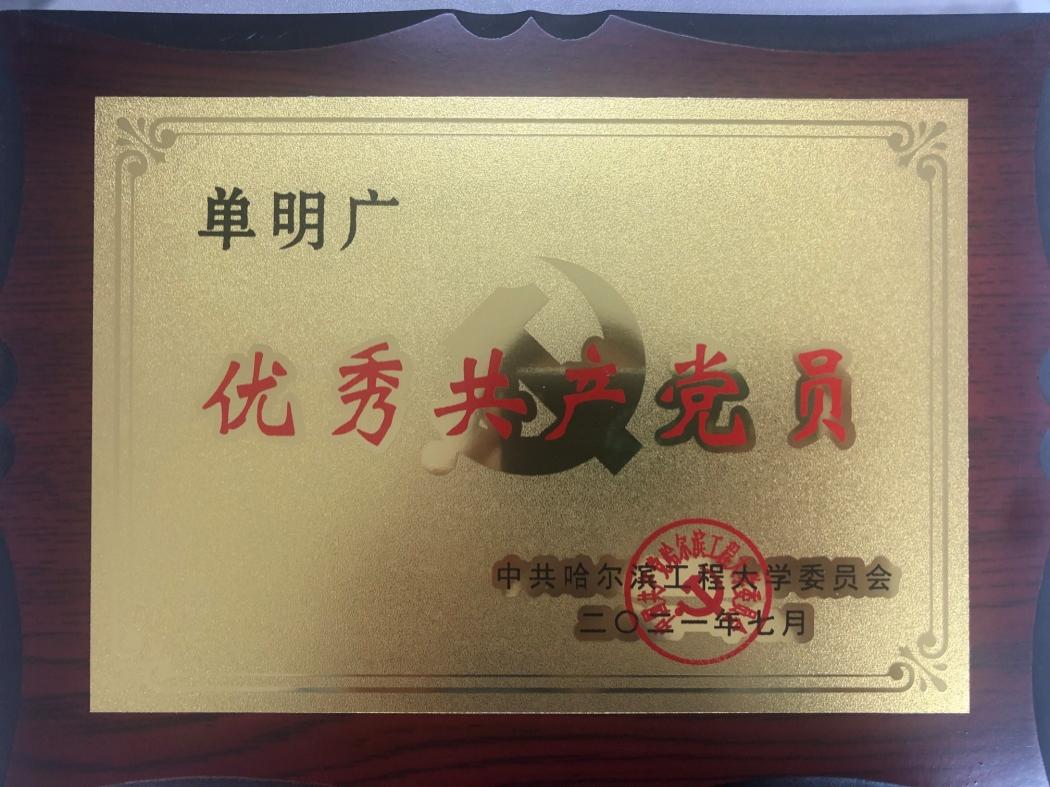 单明广
优秀共产党员
中共哈尔滨工程大学委员会
二〇二一年七月